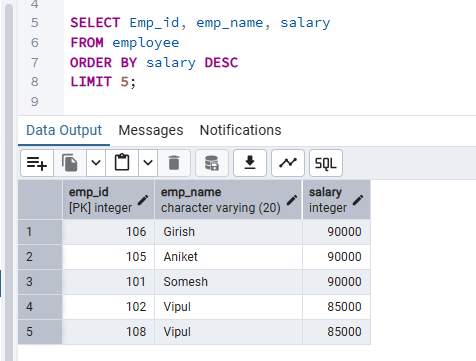 4
5 SELECT Emp_id, emp_name, salary
6 FROM employee
7 ORDER BY salary DESC
8 LIMIT 5;
9
Data Output Messages Notifications
SQL
emp_id emp_name salary
[PK] integer character varying (20) integer
1 106 Girish 90000
2 105 Aniket 90000
3 101 Somesh 90000
4 102 Vipul 85000
5 108 Vipul 85000